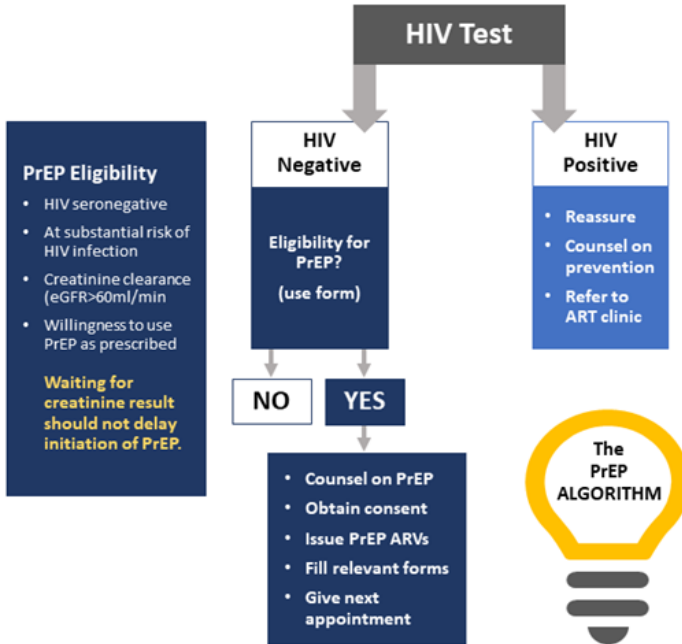 HIV Test
PrEP Eligibility
• HIV seronegative
• At substantial risk of
HIV infection
• Creatinine clearance
(eGFR>60ml/min
• Willingness to use
PrEP as prescribed
Waiting for
creatinine result
should not delay
initiation of PrEP.
HIV
Negative
Eligibility for
PrEP?
(use form)
NO
YES
• Counsel on PrEP
• Obtain consent
• Issue PrEP ARVs
• Fill relevant forms
• Give next
appointment
HIV
Positive
• Reassure
• Counsel on
prevention
• Refer to
ART clinic
The
PrEP
ALGORITHM